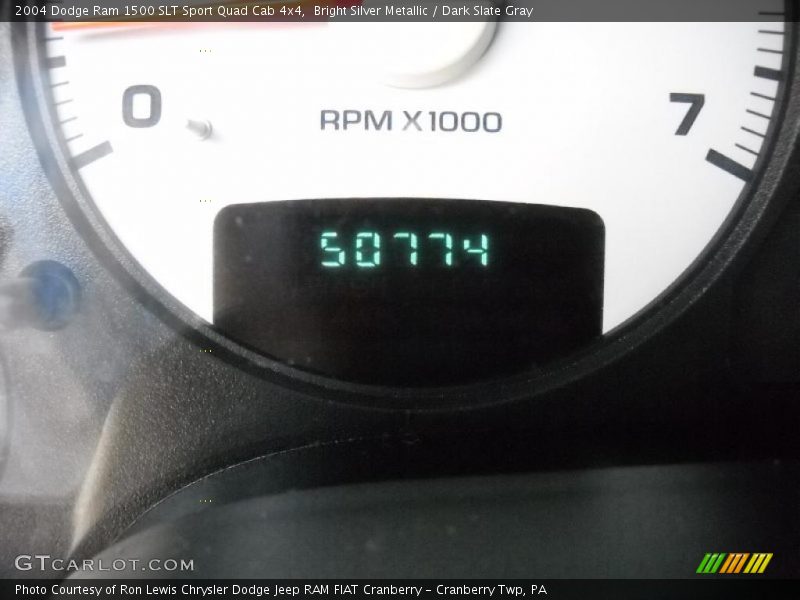 2004 Dodge Ram 1500 SLT Sport Quad Cab 4x4,  Bright Silver Metallic / Dark Slate Gray
0
RPM X1000
7
50774
GTCARLOT.COM
Photo Courtesy of Ron Lewis Chrysler Dodge Jeep RAM FIAT Cranberry – Cranberry Twp, PA